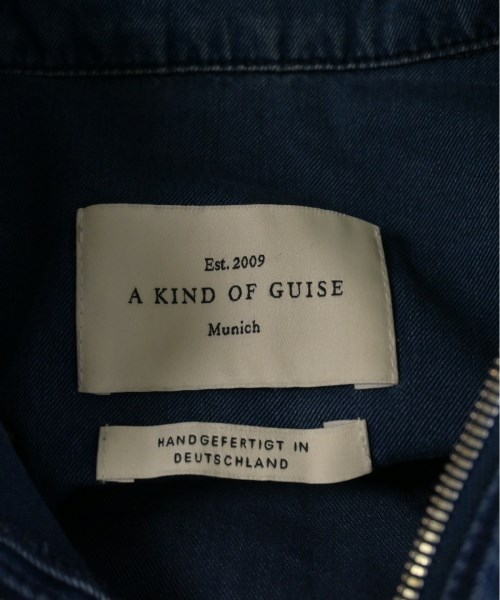 Est. 2009
A KIND OF GUISE
Munich
HANDGEFERTIGT IN
DEUTSCHLAND